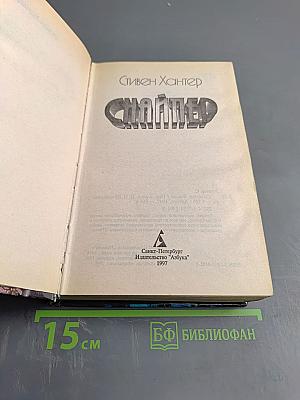 Стивен Хантер
СНАЙПЕР
Санкт-Петербург
Издательство "Азбука"
1997
15 см
БФ БИБЛИОФАН